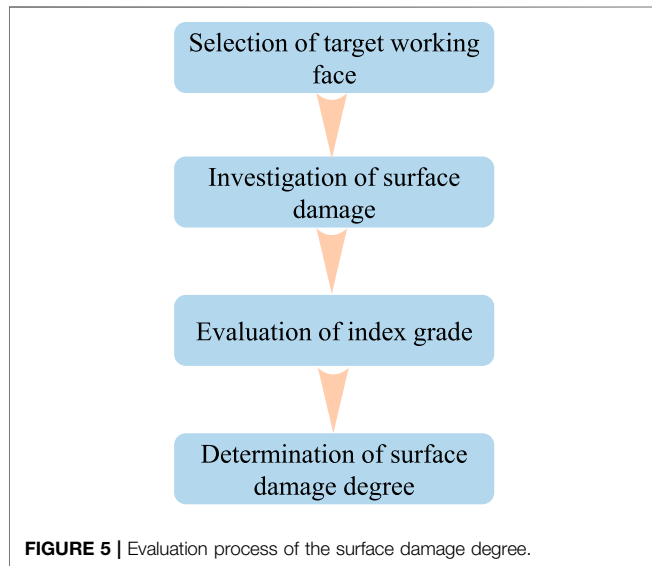 Selection of target working
face
Investigation of surface
damage
Evaluation of index grade
Determination of surface
damage degree
FIGURE 5 | Evaluation process of the surface damage degree.